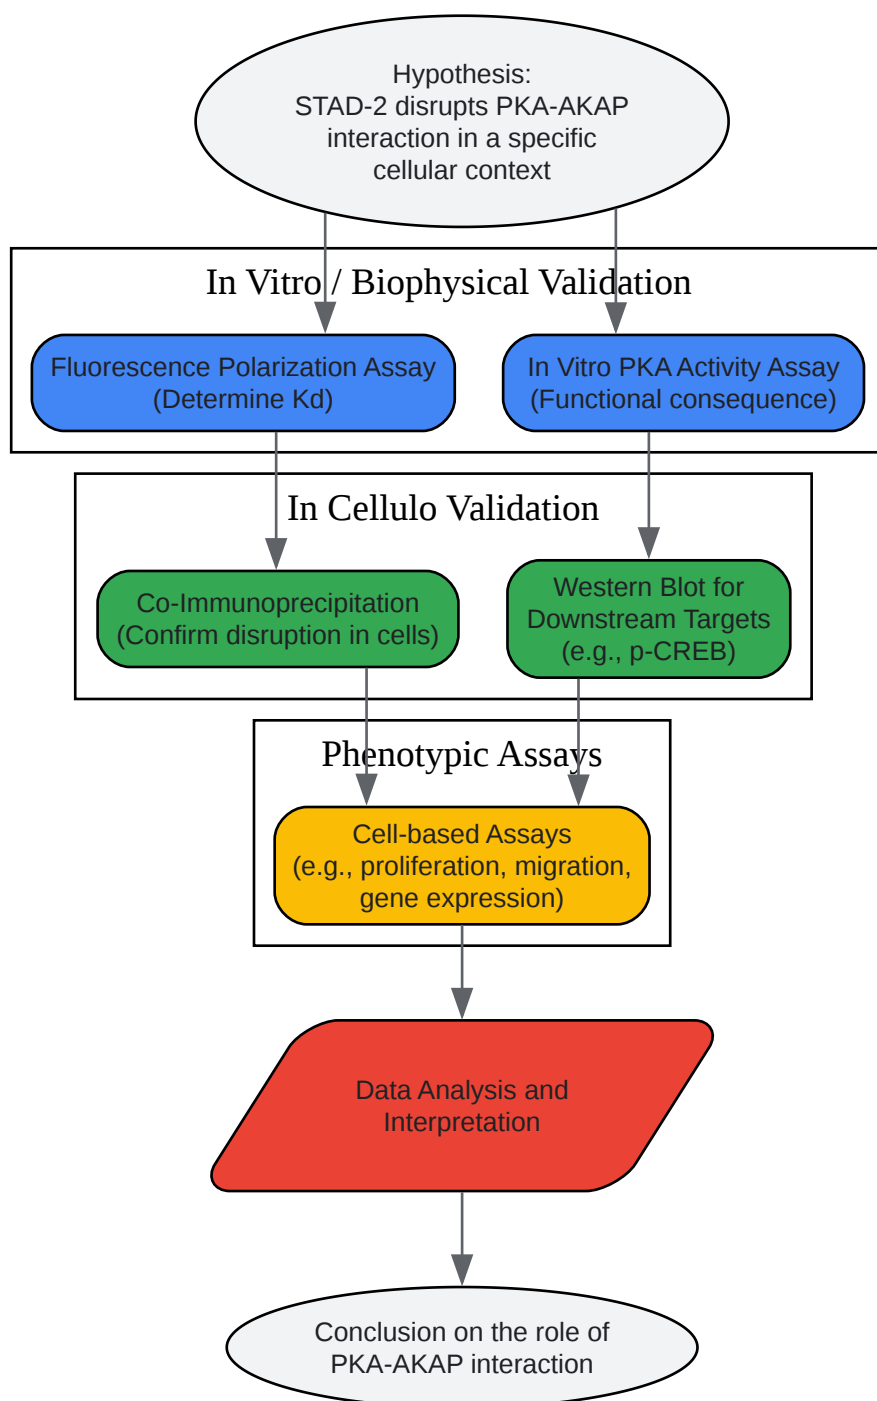 Hypothesis:
STAD-2 disrupts PKA-AKAP
interaction in a specific
cellular context
In Vitro / Biophysical Validation
Fluorescence Polarization Assay
(Determine Kd)
In Vitro PKA Activity Assay
(Functional consequence)
In Cellulo Validation
Co-Immunoprecipitation
(Confirm disruption in cells)
Western Blot for
Downstream Targets
(e.g., p-CREB)
Phenotypic Assays
Cell-based Assays
(e.g., proliferation, migration,
gene expression)
Data Analysis and
Interpretation
Conclusion on the role of
PKA-AKAP interaction